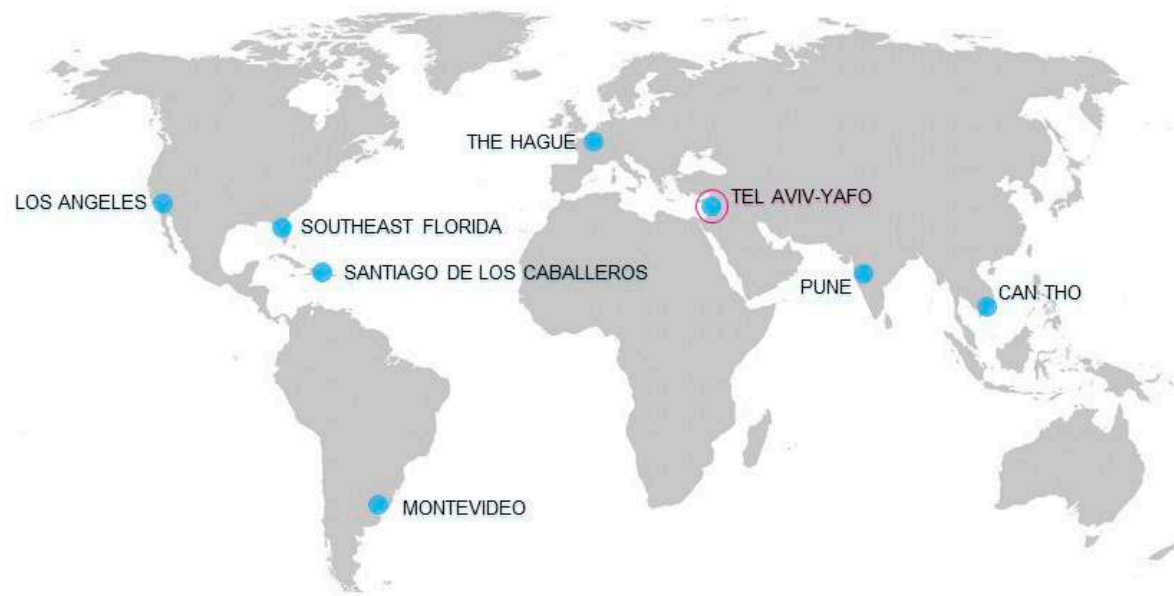 THE HAGUE
TEL AVIV-YAFO
LOS ANGELES
SOUTHEAST FLORIDA
SANTIAGO DE LOS CABALLEROS
PUNE
CAN THO
MONTEVIDEO